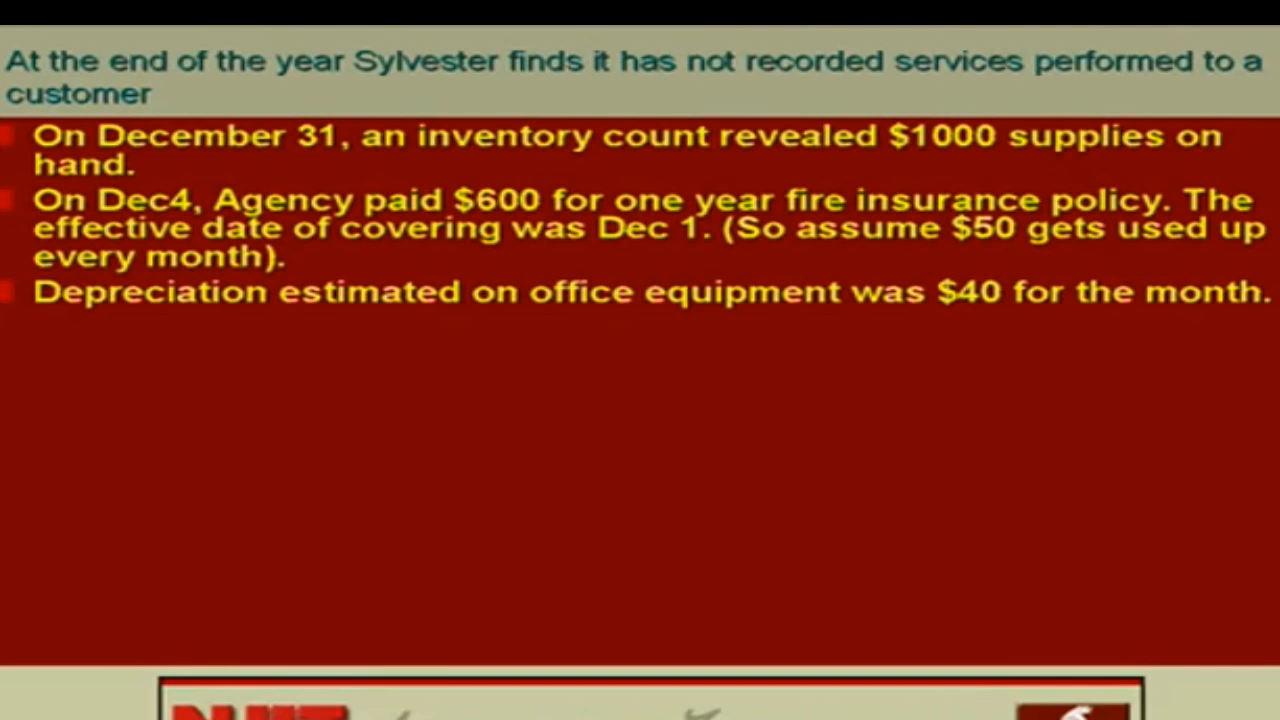 At the end of the year Sylvester finds it has not recorded services performed to a
customer
On December 31, an inventory count revealed $1000 supplies on
hand.
On Dec4, Agency paid $600 for one year fire insurance policy. The
effective date of covering was Dec 1. (So assume $50 gets used up
every month).
Depreciation estimated on office equipment was $40 for the month.